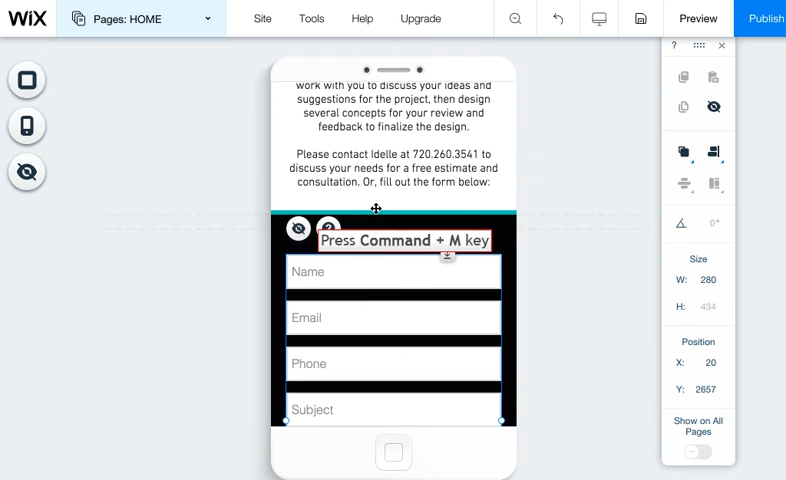 WiX Pages: HOME Site Tools Help Upgrade Preview Publish
work with you to discuss your ideas and
suggestions for the project, then design
several concepts for your review and
feedback to finalize the design.
Please contact Idelle at 720.260.3541 to
discuss your needs for a free estimate and
consultation. Or, fill out the form below:
?
Press Command + M key
Name
Email
Phone
Subject
?
0°
Size
W: 280
H: 434
Position
X: 20
Y: 2657
Show on All
Pages